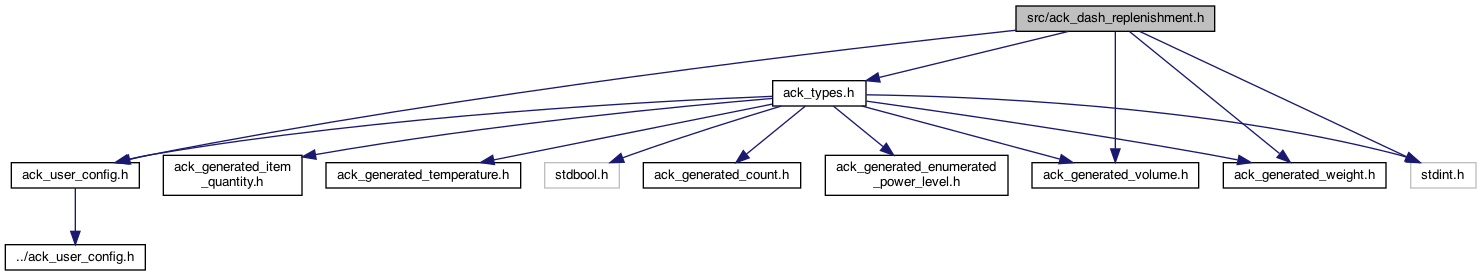 src/ack_dash_replenishment.h
ack_types.h
ack_user_config.h
ack_generated_item
_quantity.h
ack_generated_temperature.h
stdbool.h
ack_generated_count.h
ack_generated_enumerated
_power_level.h
ack_generated_volume.h
ack_generated_weight.h
stdint.h
../ack_user_config.h